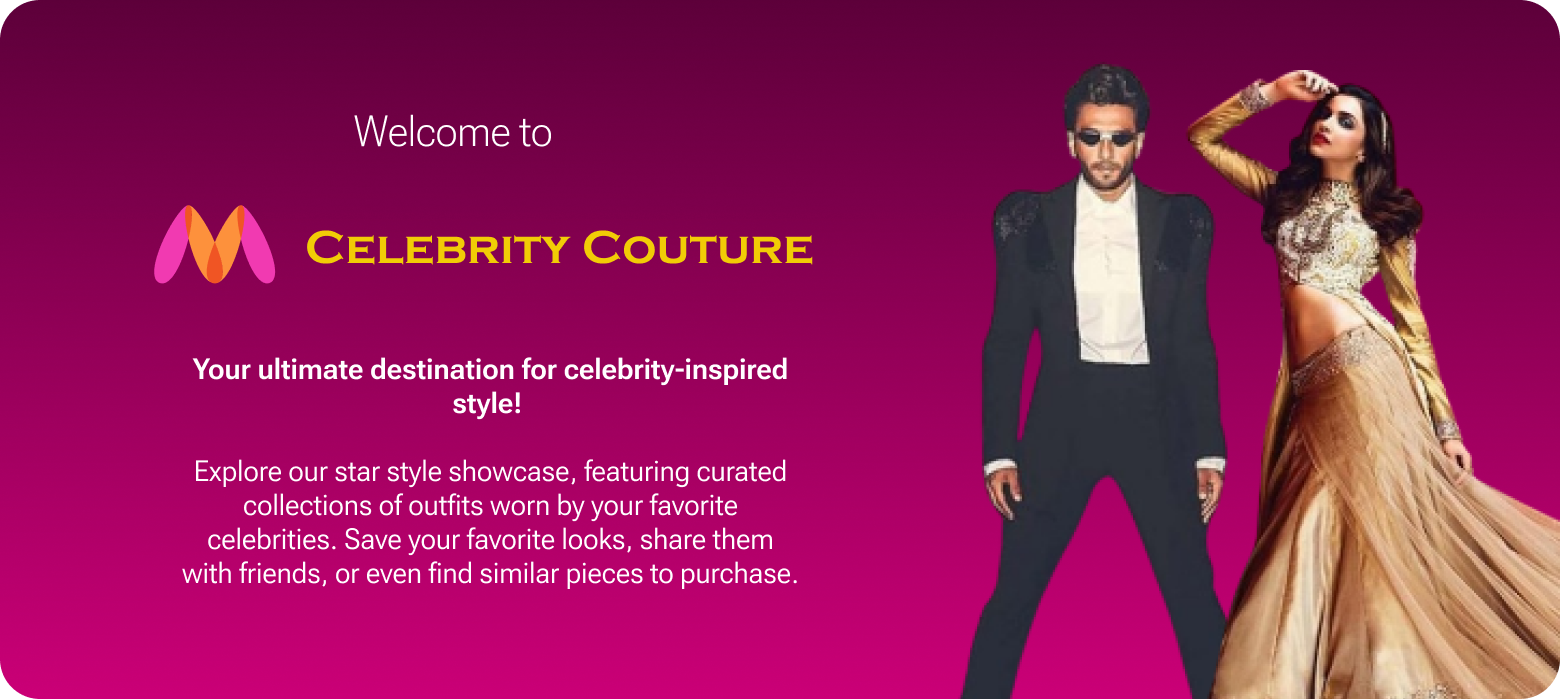 Welcome to
Celebrity Couture
Your ultimate destination for celebrity-inspired
style!
Explore our star style showcase, featuring curated
collections of outfits worn by your favorite
celebrities. Save your favorite looks, share them
with friends, or even find similar pieces to purchase.